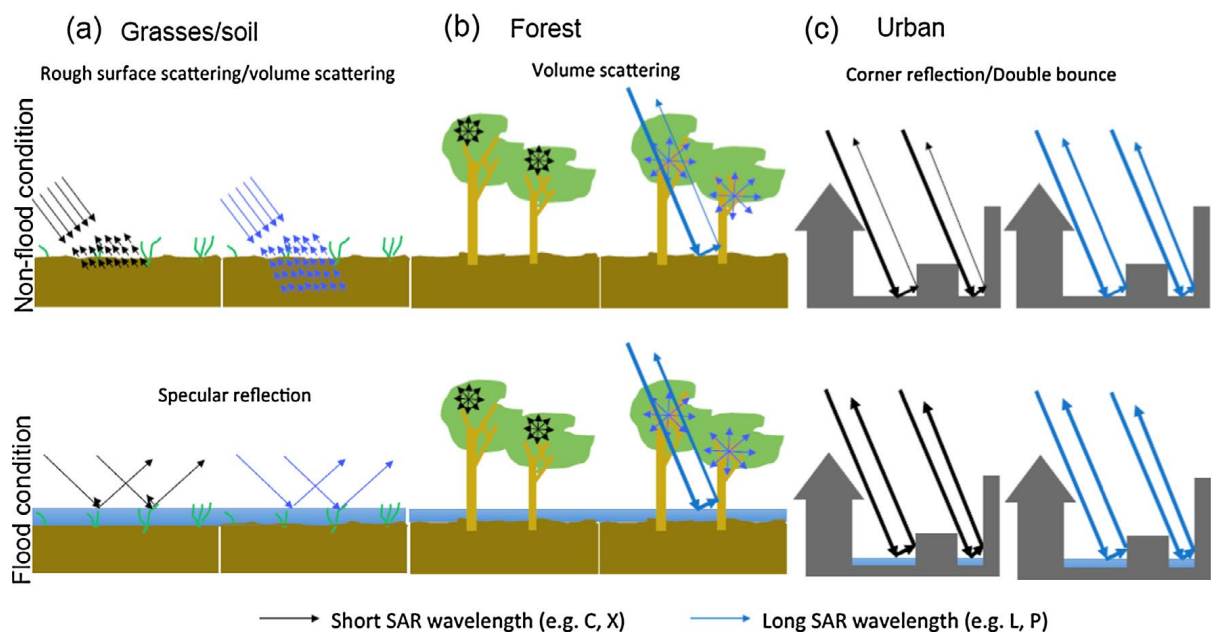 (a) Grasses/soil
(b) Forest
(c) Urban
Rough surface scattering/volume scattering
Volume scattering
Corner reflection/Double bounce
Non-flood condition
Specular reflection
Flood condition
Short SAR wavelength (e.g. C, X)
Long SAR wavelength (e.g. L, P)